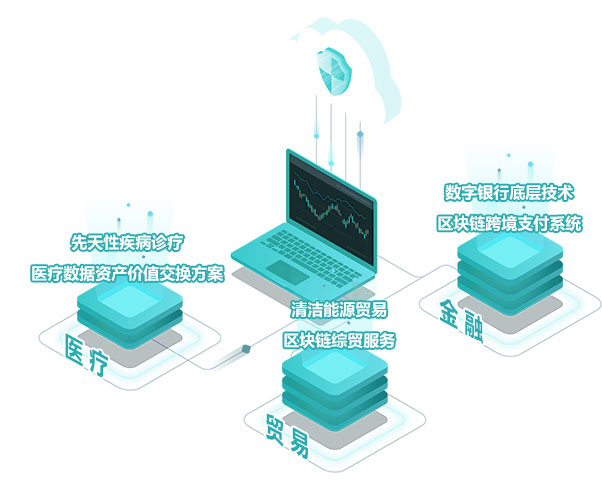 先天性疾病诊疗
医疗数据资产价值交换方案
医疗
清洁能源贸易
区块链综贸服务
贸易
数字银行底层技术
区块链跨境支付系统
金融